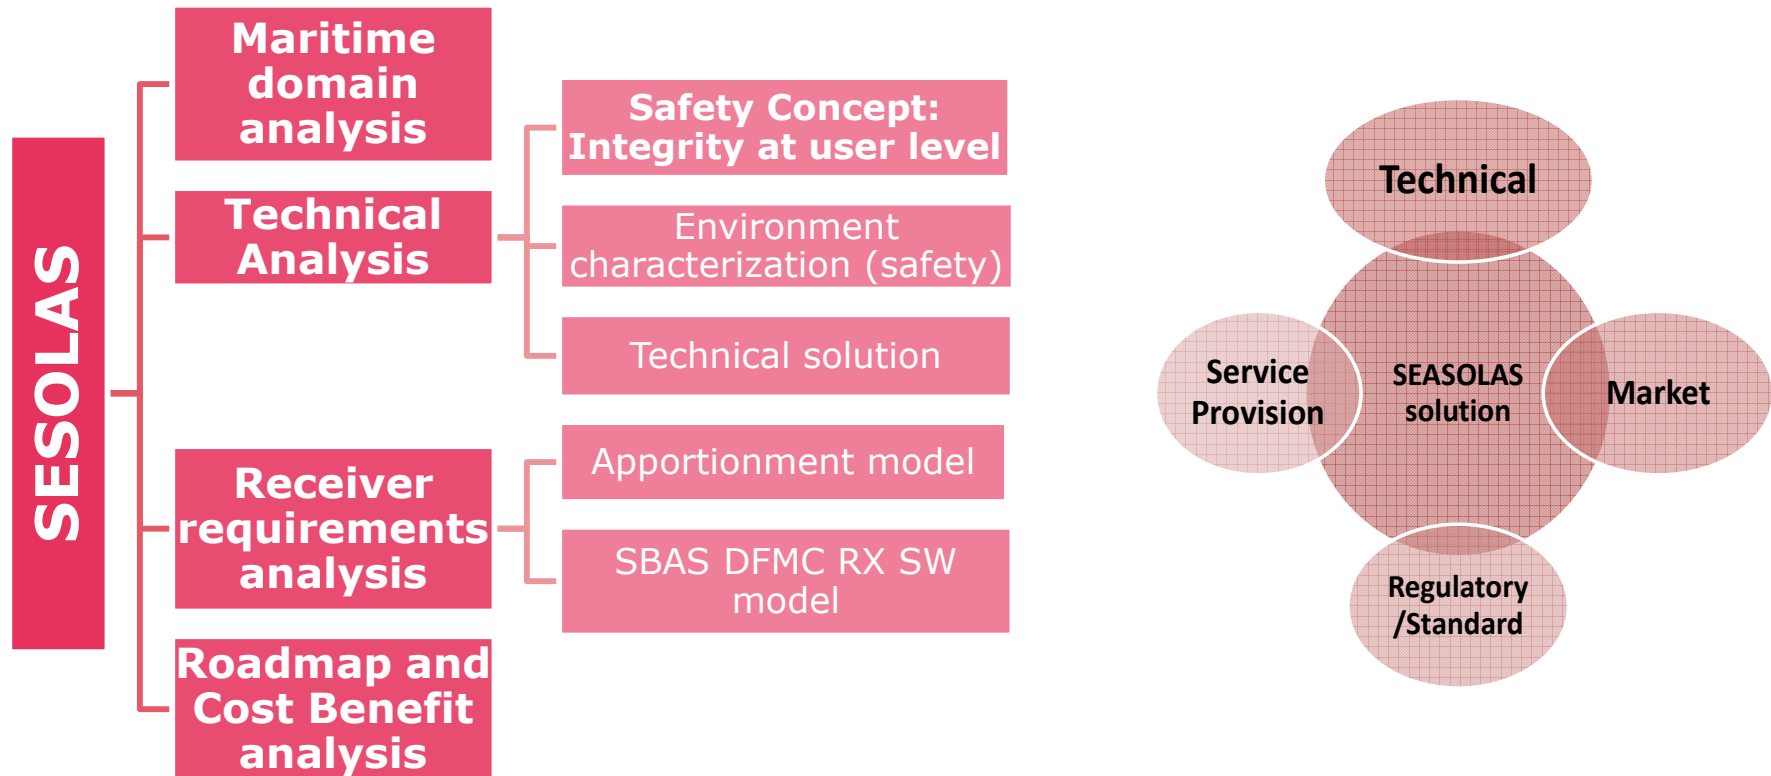 SESOLAS
Maritime
domain
analysis
Technical
Analysis
Safety Concept:
Integrity at user level
Environment
characterization (safety)
Technical solution
Receiver
requirements
analysis
Apportionment model
SBAS DFMC RX SW
model
Roadmap and
Cost Benefit
analysis
Technical
Service
Provision
SEASOLAS
solution
Market
Regulatory
/Standard